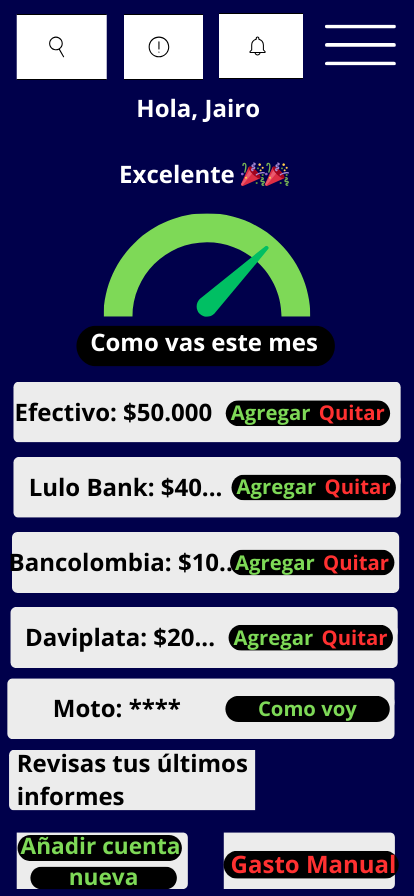 Hola, Jairo
Excelente 🎉🎉
Como vas este mes
Efectivo: $50.000 Agregar Quitar
Lulo Bank: $40... Agregar Quitar
Bancolombia: $10.. Agregar Quitar
Daviplata: $20... Agregar Quitar
Moto: **** Como voy
Revisas tus últimos
informes
Añadir cuenta
nueva
Gasto Manual